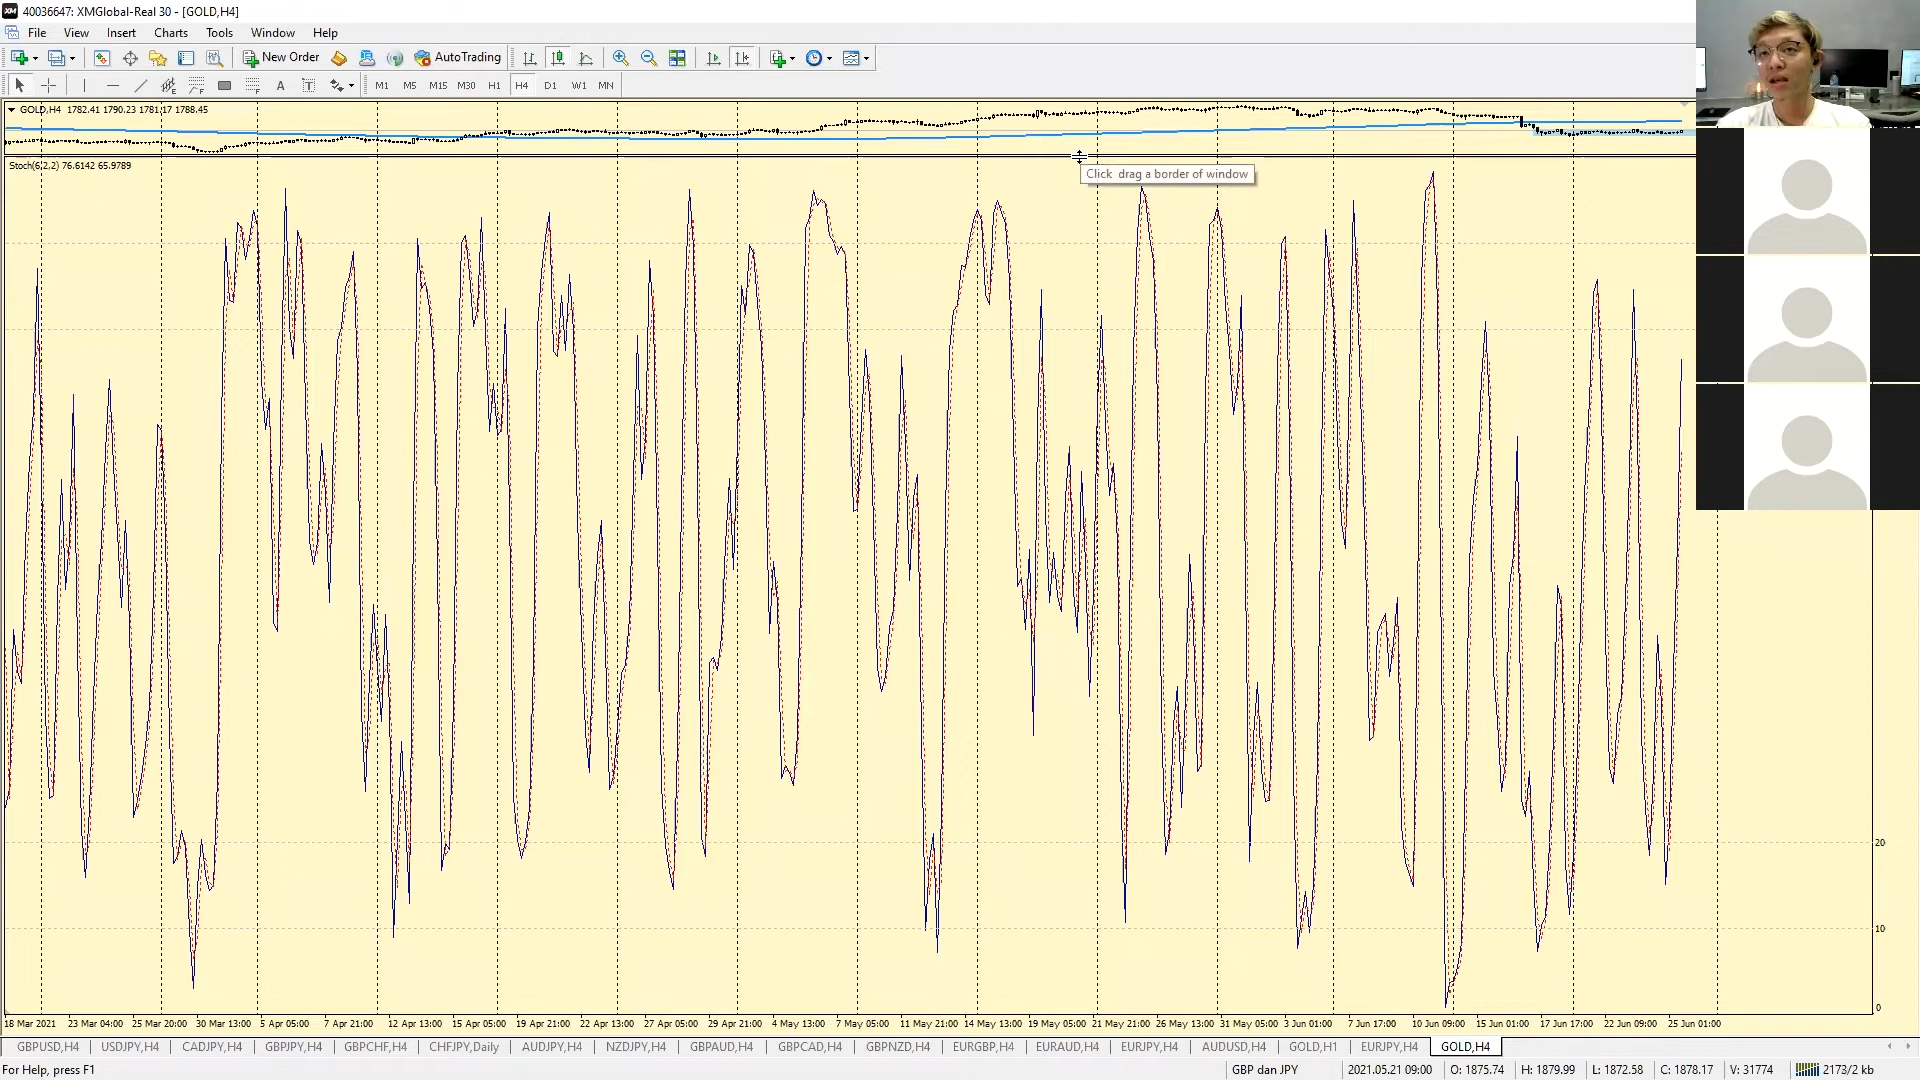 40036647: XMGlobal-Real 30 - [GOLD,H4]
File View Insert Charts Tools Window Help
New Order AutoTrading
A T M1 M5 M15 M30 H1 H4 D1 W1 MN
GOLD,H4 1782.41 1790.23 1781.17 1788.45
Stoch(6,2,2) 76.6142 65.9789
Click drag a border of window
20
10
0
18 Mar 2021 23 Mar 04:00 25 Mar 20:00 30 Mar 13:00 5 Apr 05:00 7 Apr 21:00 12 Apr 13:00 15 Apr 05:00 19 Apr 21:00 22 Apr 13:00 27 Apr 05:00 29 Apr 21:00 4 May 13:00 7 May 05:00 11 May 21:00 14 May 13:00 19 May 05:00 21 May 21:00 26 May 13:00 31 May 05:00 3 Jun 01:00 7 Jun 17:00 10 Jun 09:00 15 Jun 01:00 17 Jun 17:00 22 Jun 09:00 25 Jun 01:00
GBPUSD,H4 USDJPY,H4 CADJPY,H4 GBPJPY,H4 GBPCHF,H4 CHFJPY,Daily AUDJPY,H4 NZDJPY,H4 GBPAUD,H4 GBPCAD,H4 GBPNZD,H4 EURGBP,H4 EURAUD,H4 EURJPY,H4 AUDUSD,H4 GOLD,H1 EURJPY,H4 GOLD,H4
For Help, press F1 GBP dan JPY 2021.05.21 09:00 O: 1875.74 H: 1879.99 L: 1872.58 C: 1878.17 V: 31774 2173/2 kb